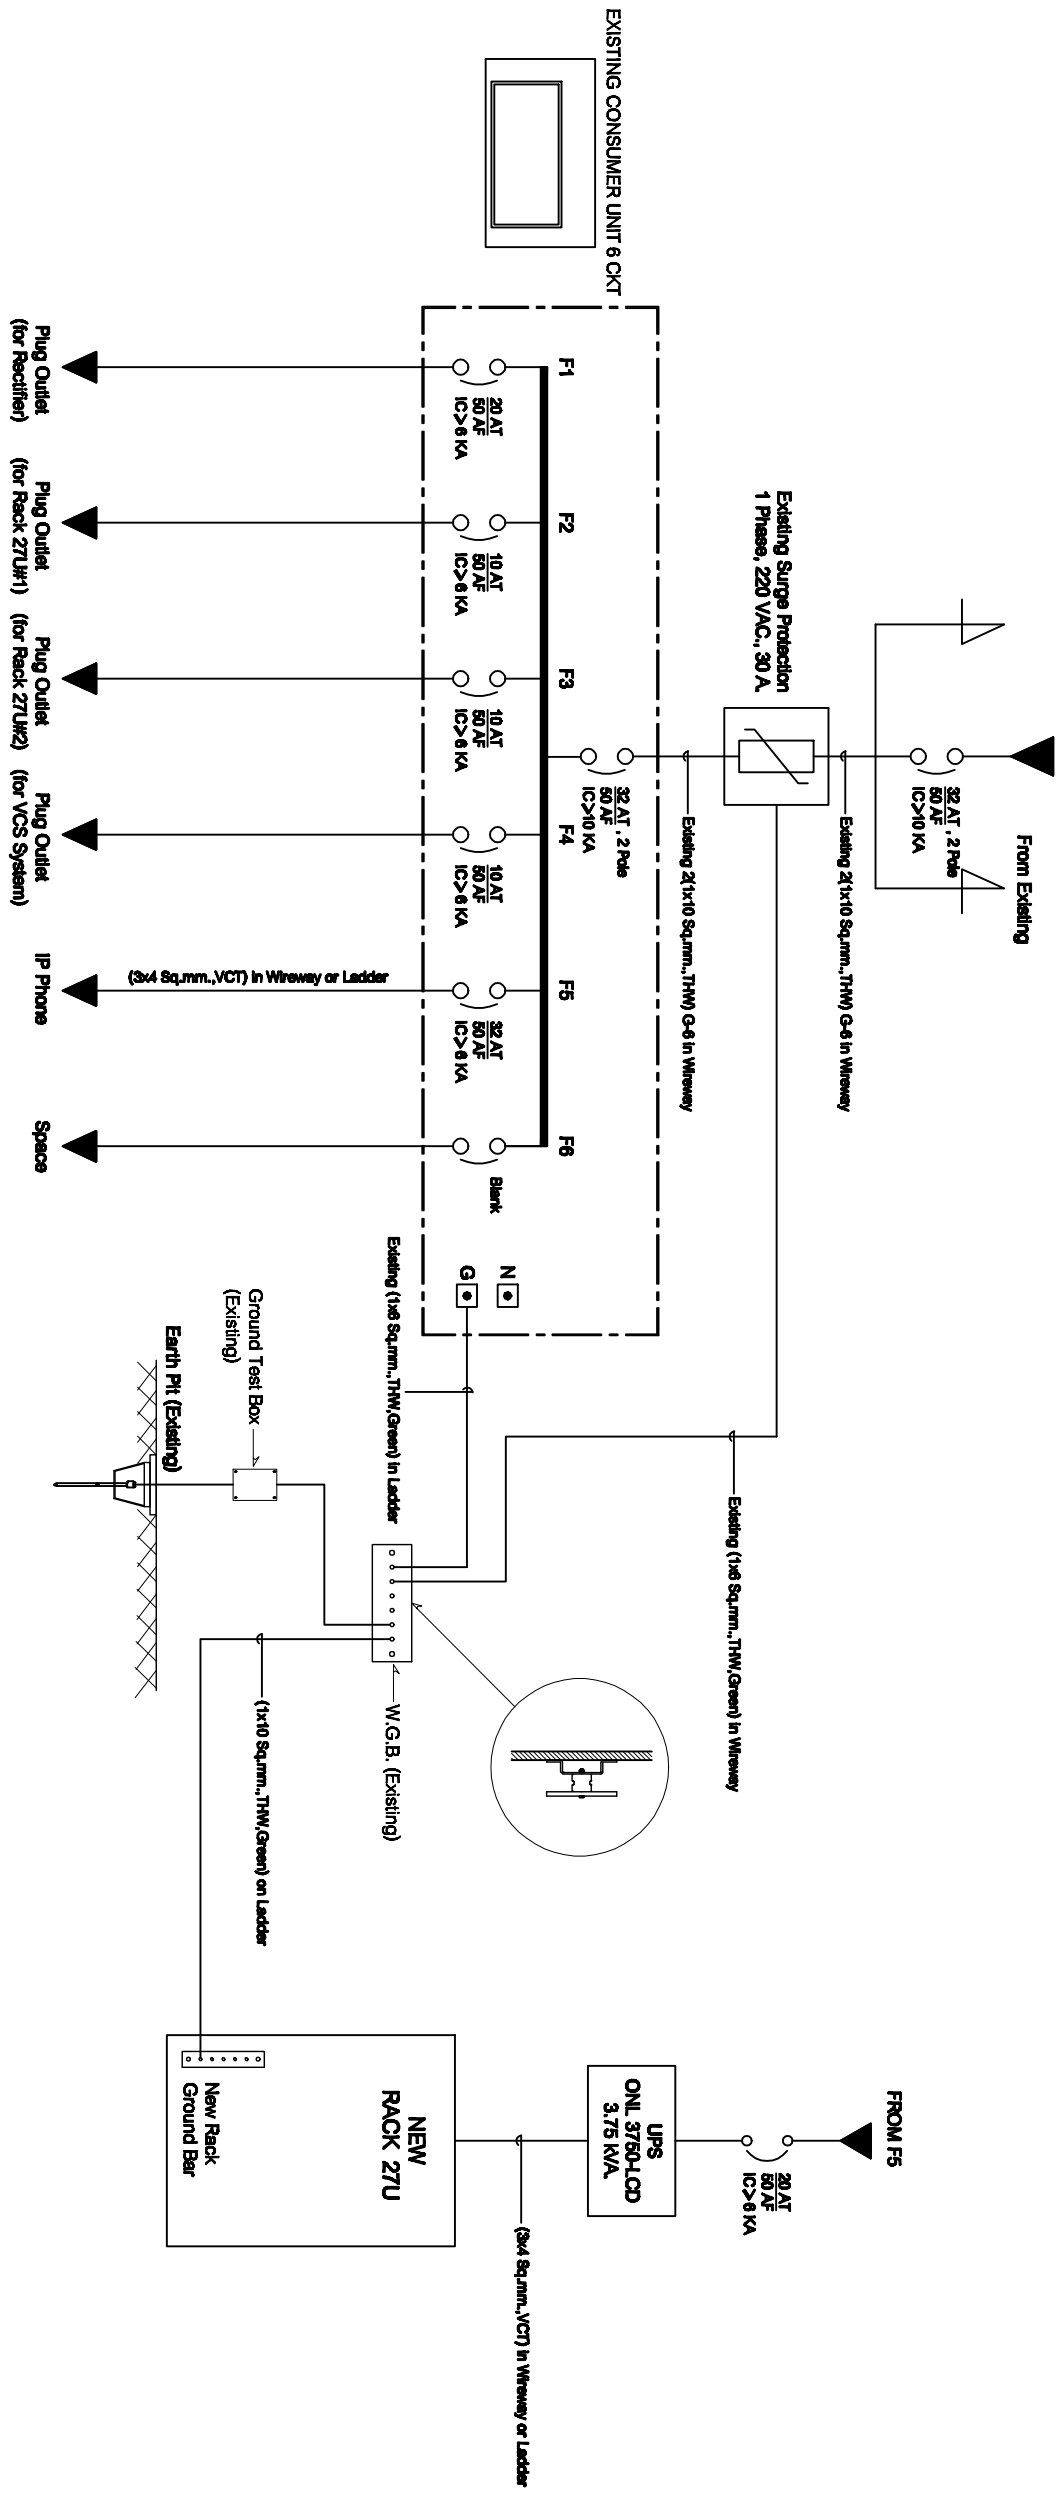 EXISTING CONSUMER UNIT 6 CKT
From Existing
32 AT , 2 Pole
50 AF
IC>10 KA
Existing 2(1x10 Sq.mm.,THW) G-6 in Wireway
Existing Surge Protection
1 Phase, 220 VAC., 30 A.
Existing 2(1x10 Sq.mm.,THW) G-6 in Wireway
32 AT , 2 Pole
50 AF
IC>10 KA
F1
20 AT
50 AF
IC>6 KA
F2
10 AT
50 AF
IC>6 KA
F3
10 AT
50 AF
IC>6 KA
F4
10 AT
50 AF
IC>6 KA
F5
32 AT
50 AF
IC>6 KA
F6
Blank
N
G
(3x4 Sq.mm.,VCT) in Wireway or Ladder
Plug Outlet
(for Rectifier)
Plug Outlet
(for Rack 27U#1)
Plug Outlet
(for Rack 27U#2)
Plug Outlet
(for VCS System)
IP Phone
Space
Existing (1x6 Sq.mm.,THW,Green) in Wireway
Existing (1x6 Sq.mm.,THW,Green) in Ladder
Ground Test Box
(Existing)
Earth Pit (Existing)
W.G.B. (Existing)
(1x10 Sq.mm.,THW,Green) on Ladder
FROM F5
20 AT
50 AF
IC>6 KA
UPS
ONL 3750-LCD
3.75 kVA.
(3x4 Sq.mm.,VCT) in Wireway or Ladder
NEW
RACK 27U
New Rack
Ground Bar